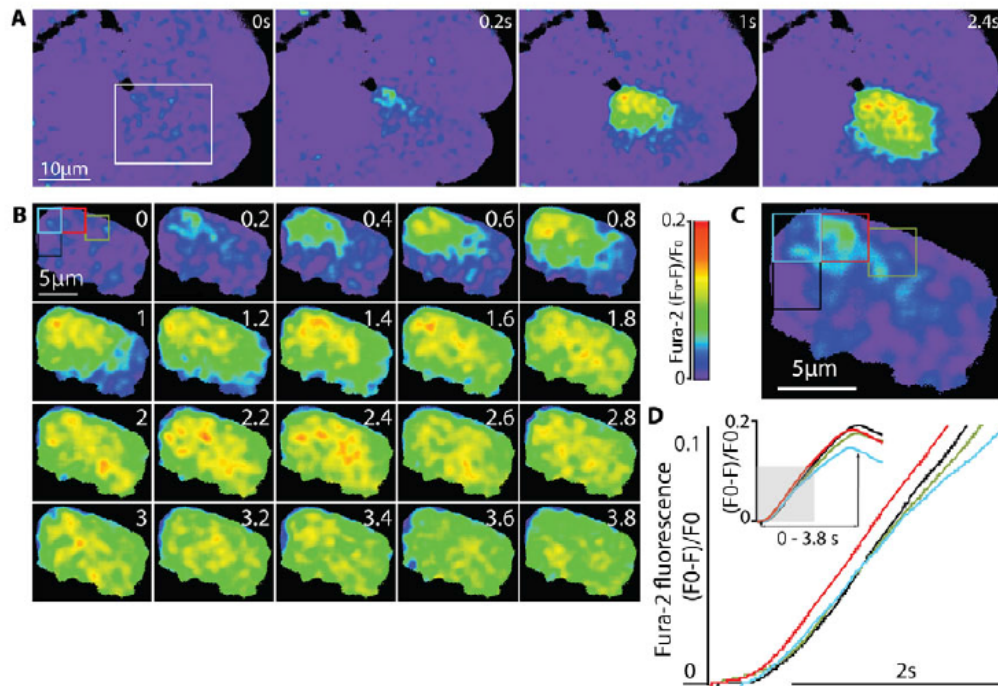 A
0s
0.2s
1s
2.4s
10μm
B
0
0.2
0.4
0.6
0.8
5μm
1
1.2
1.4
1.6
1.8
2
2.2
2.4
2.6
2.8
3
3.2
3.4
3.6
3.8
0.2
0
Fura-2 (F₀-F)/F₀
C
5μm
D
0.1
0
Fura-2 fluorescence
(F0-F)/F0
0.2
0
(F0-F)/F0
0 - 3.8 s
2s